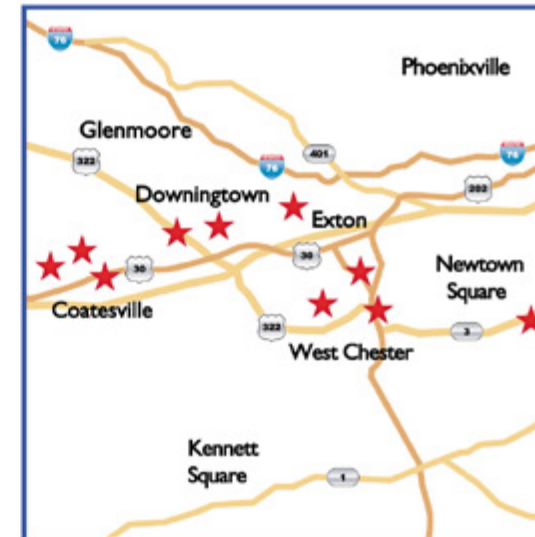 76
Phoenixville
Glenmoore
401
76
322
76
202
Downingtown
Exton
30
30
Newtown
Square
Coatesville
322
3
West Chester
Kennett
Square
1